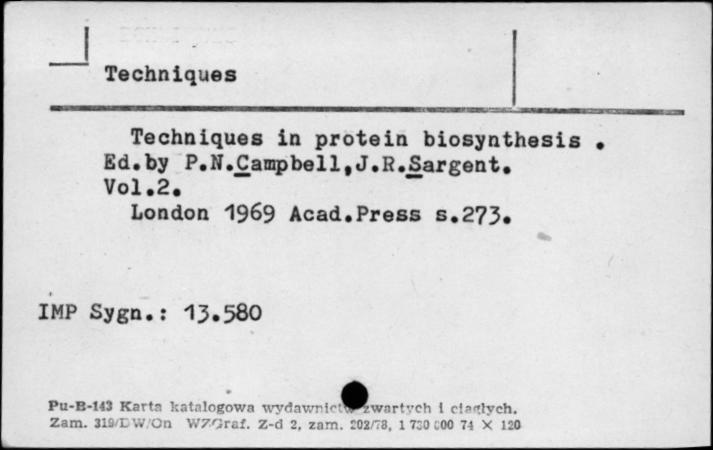 Techniques
Techniques in protein biosynthesis .
Ed.by P.N.Campbell,J.R.Sargent.
Vol.2.
London 1969 Acad.Press s.273.
IMP Sygn.: 13.580
Pu-B-143 Karta katalogowa wydawnictw zwartych i ciągłych.
Zam. 319/DW/On WZGraf. Z-d 2, zam. 202/78, 1 730 000 74 X 120